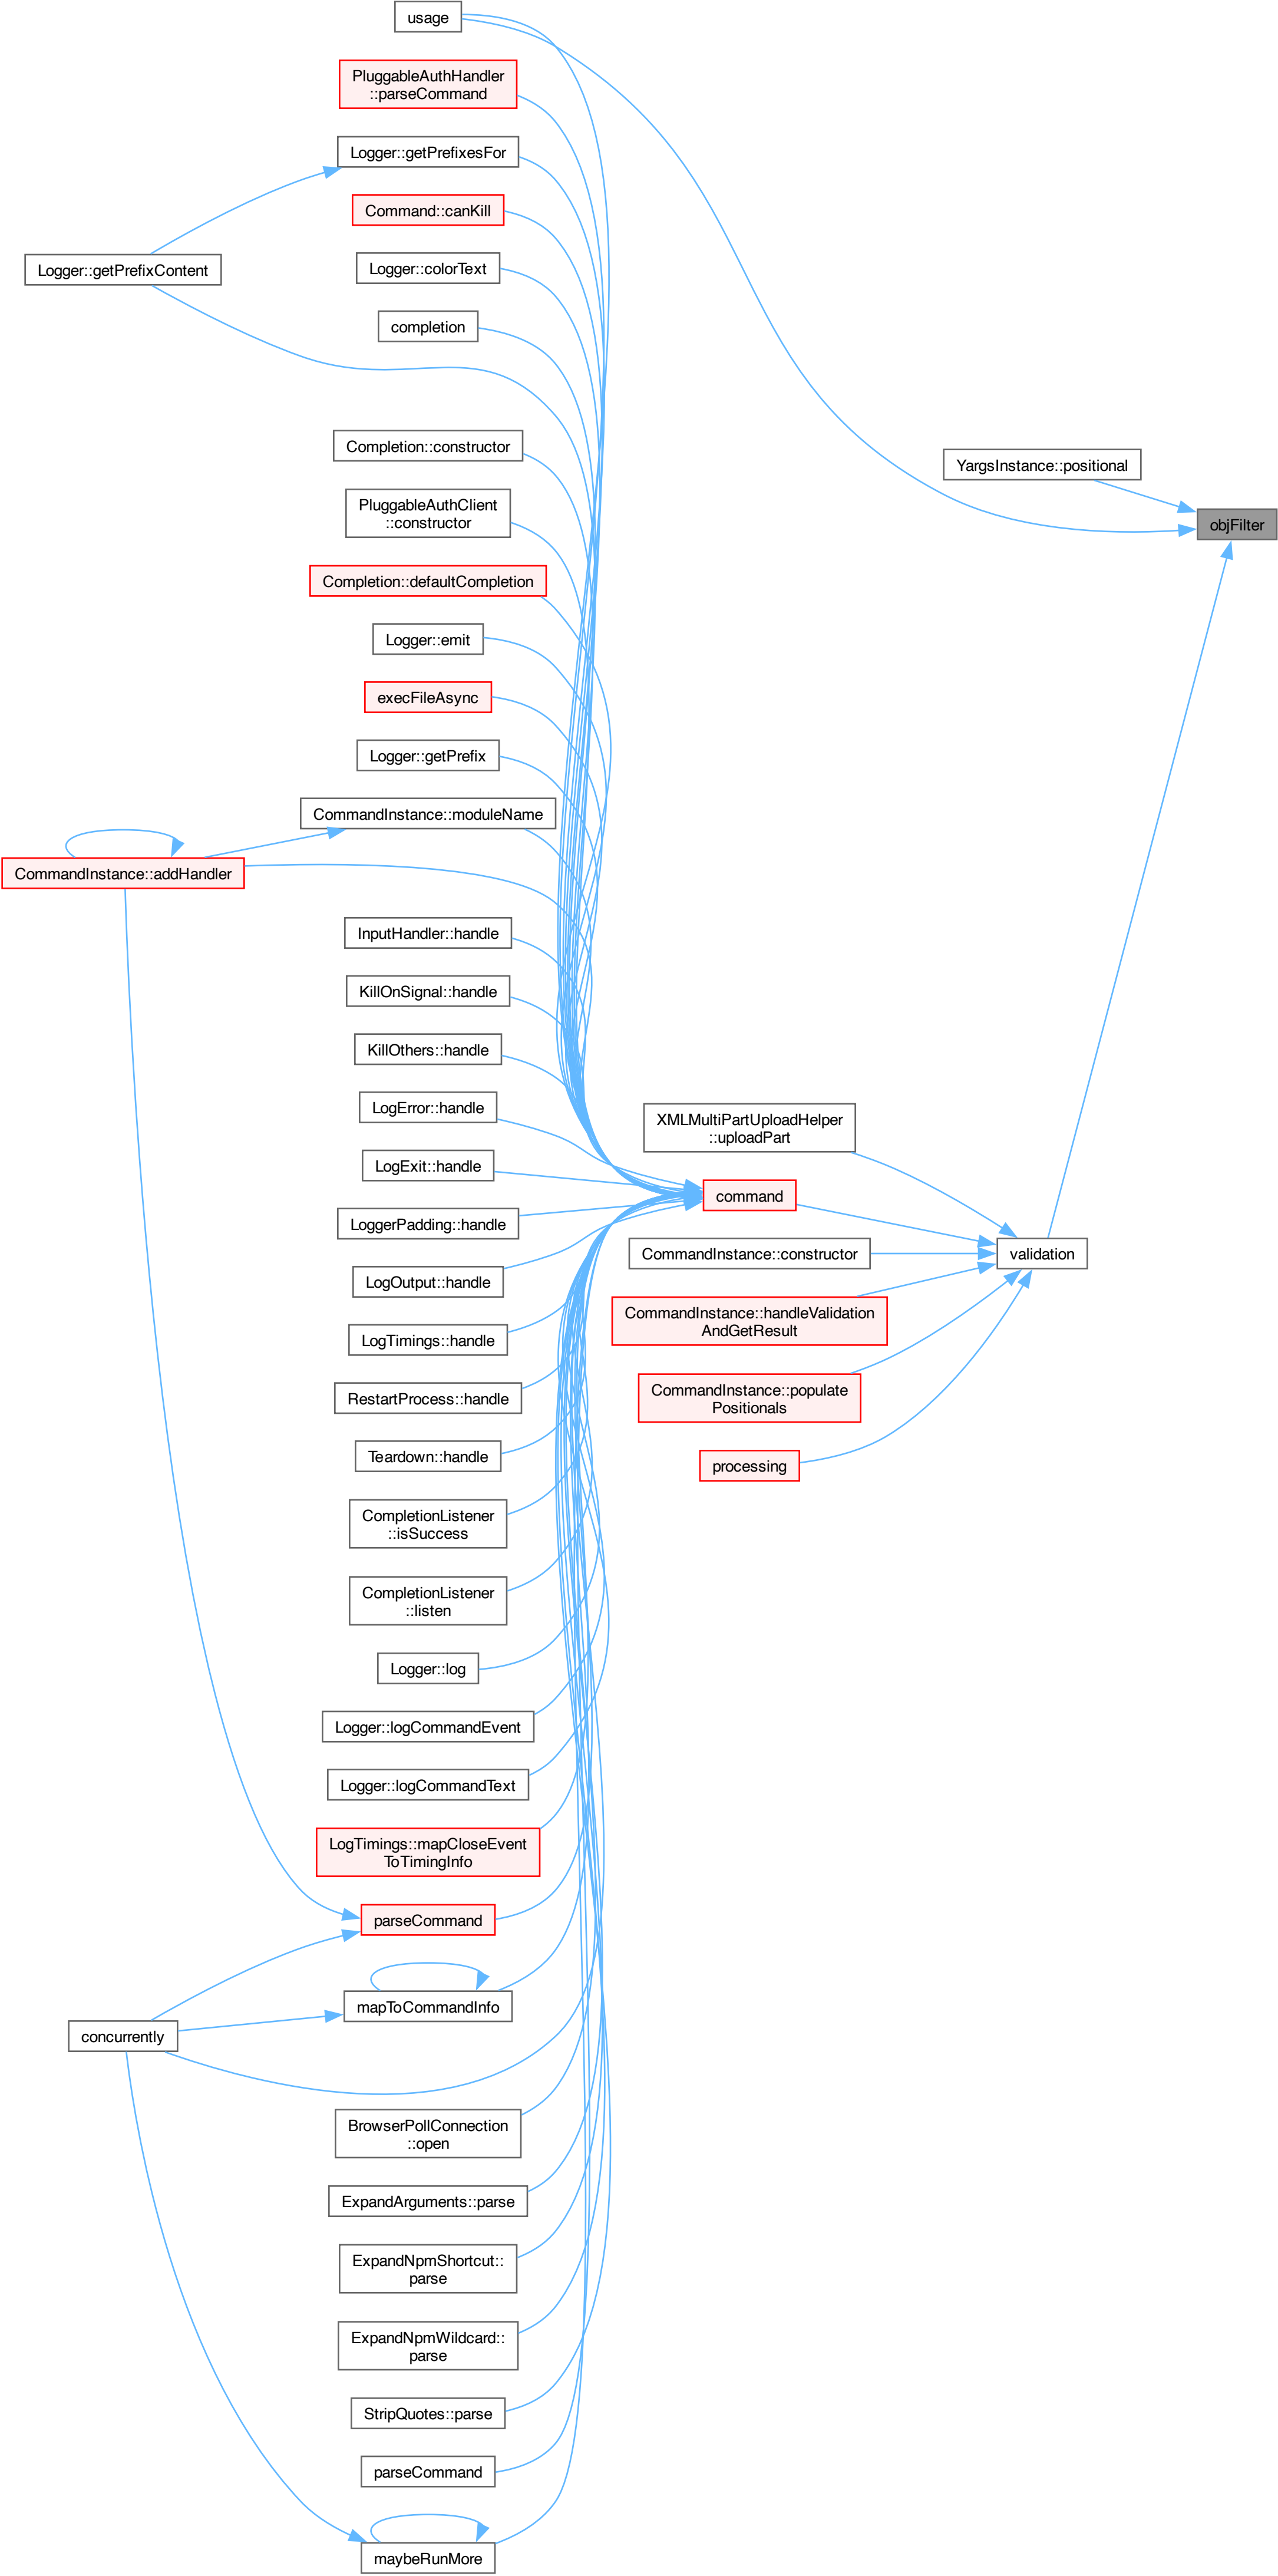 usage
PluggableAuthHandler
::parseCommand
Logger::getPrefixesFor
Command::canKill
Logger::getPrefixContent
Logger::colorText
completion
Completion::constructor
YargsInstance::positional
PluggableAuthClient
::constructor
objFilter
Completion::defaultCompletion
Logger::emit
execFileAsync
Logger::getPrefix
CommandInstance::moduleName
CommandInstance::addHandler
InputHandler::handle
KillOnSignal::handle
KillOthers::handle
LogError::handle
XMLMultiPartUploadHelper
::uploadPart
LogExit::handle
command
LoggerPadding::handle
CommandInstance::constructor
validation
LogOutput::handle
CommandInstance::handleValidation
AndGetResult
LogTimings::handle
RestartProcess::handle
CommandInstance::populate
Positionals
Teardown::handle
processing
CompletionListener
::isSuccess
CompletionListener
::listen
Logger::log
Logger::logCommandEvent
Logger::logCommandText
LogTimings::mapCloseEvent
ToTimingInfo
parseCommand
mapToCommandInfo
concurrently
BrowserPollConnection
::open
ExpandArguments::parse
ExpandNpmShortcut::
parse
ExpandNpmWildcard::
parse
StripQuotes::parse
parseCommand
maybeRunMore